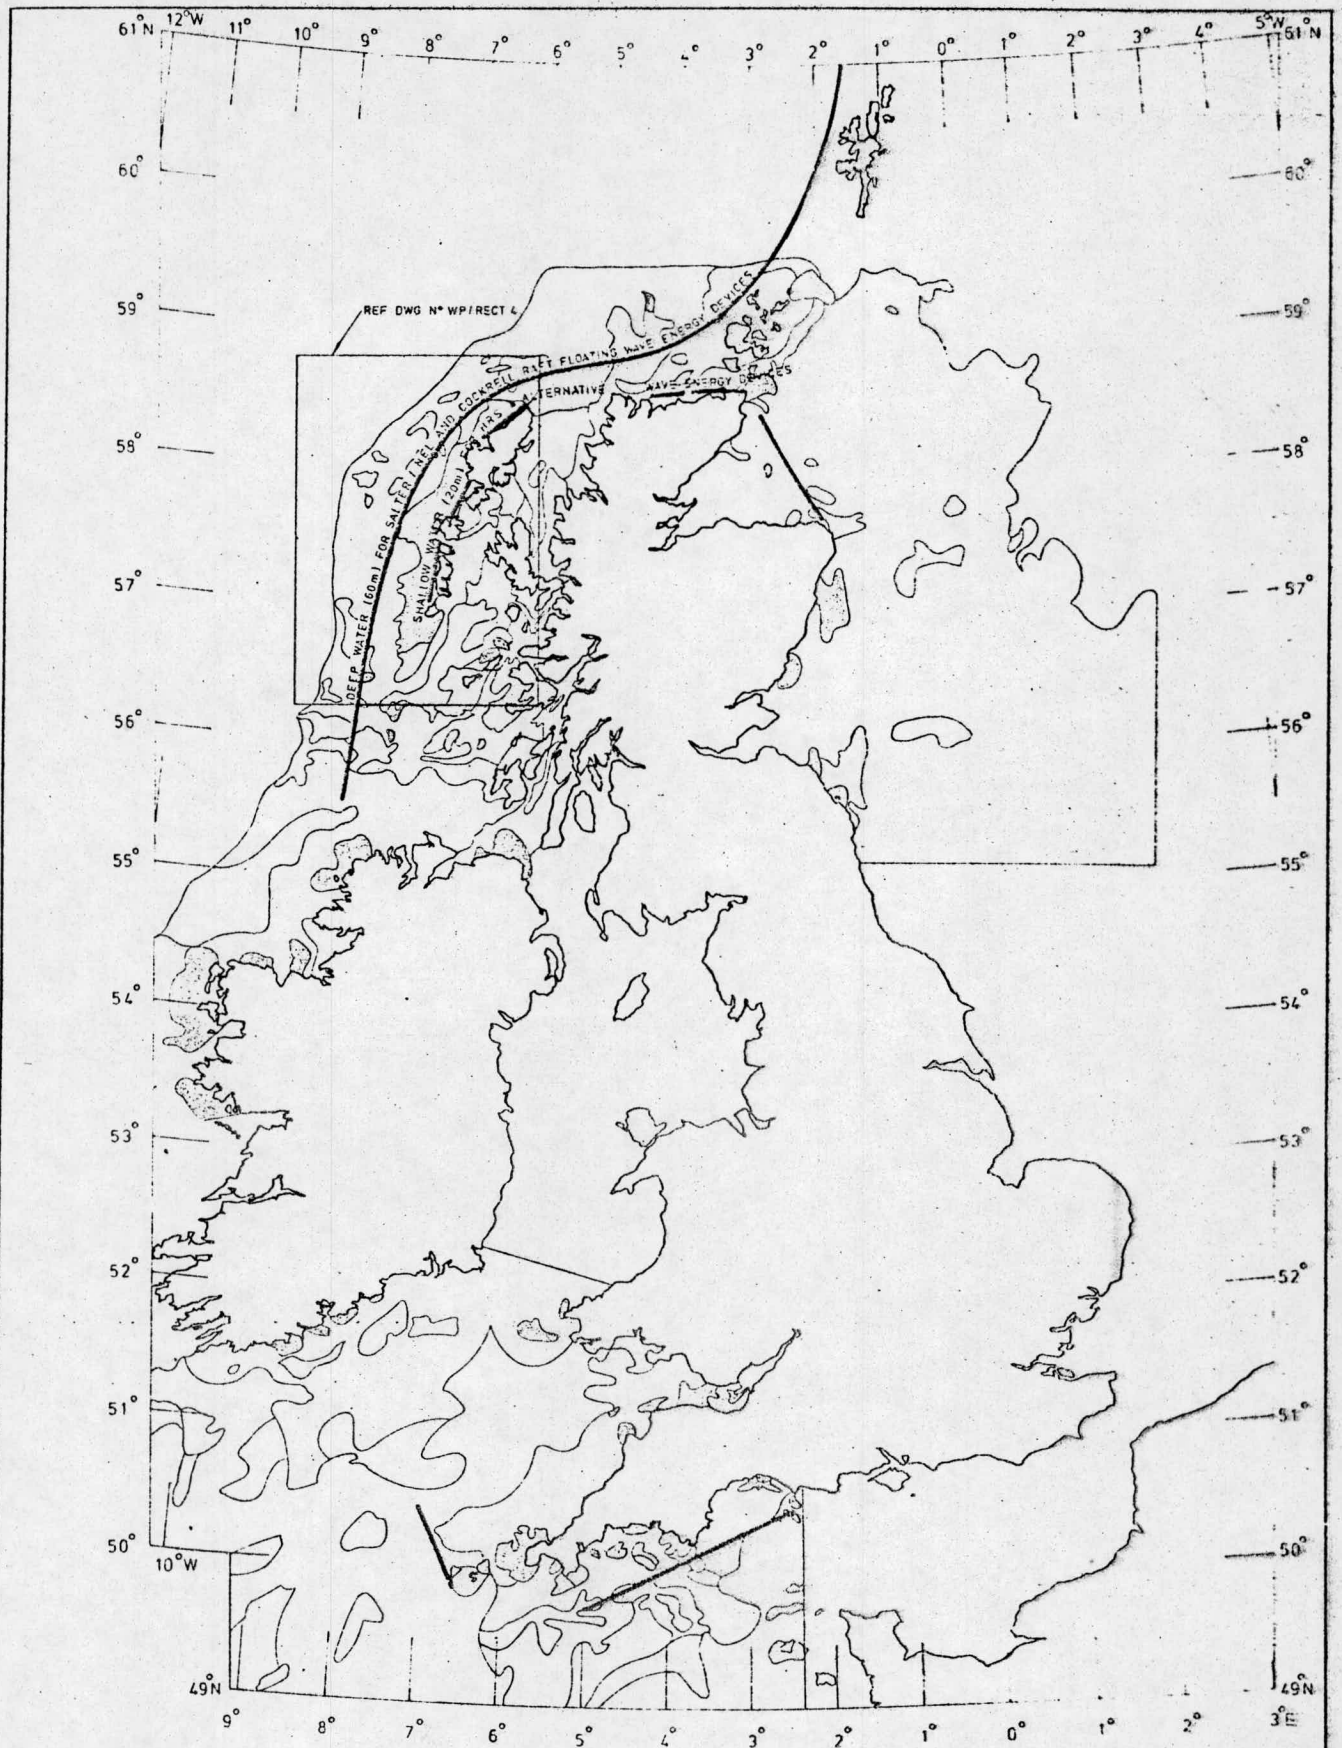 61°N 12°W 11° 10° 9° 8° 7° 6° 5° 4° 3° 2° 1° 0° 1° 2° 3° 4° 5°W 61°N
60° 60°
59° 59°
REF DWG N° WP/RECT 4
DEEP WATER (60m) FOR SALTER / NEL AND COCKRELL RAFT FLOATING WAVE ENERGY DEVICES
SHALLOW WATER (20m) HRS ALTERNATIVE WAVE ENERGY DEVICES
58° 58°
57° 57°
56° 56°
55° 55°
54° 54°
53° 53°
52° 52°
51° 51°
50° 50°
10°W
49°N 49°N
9° 8° 7° 6° 5° 4° 3° 2° 1° 0° 1° 2° 3°E